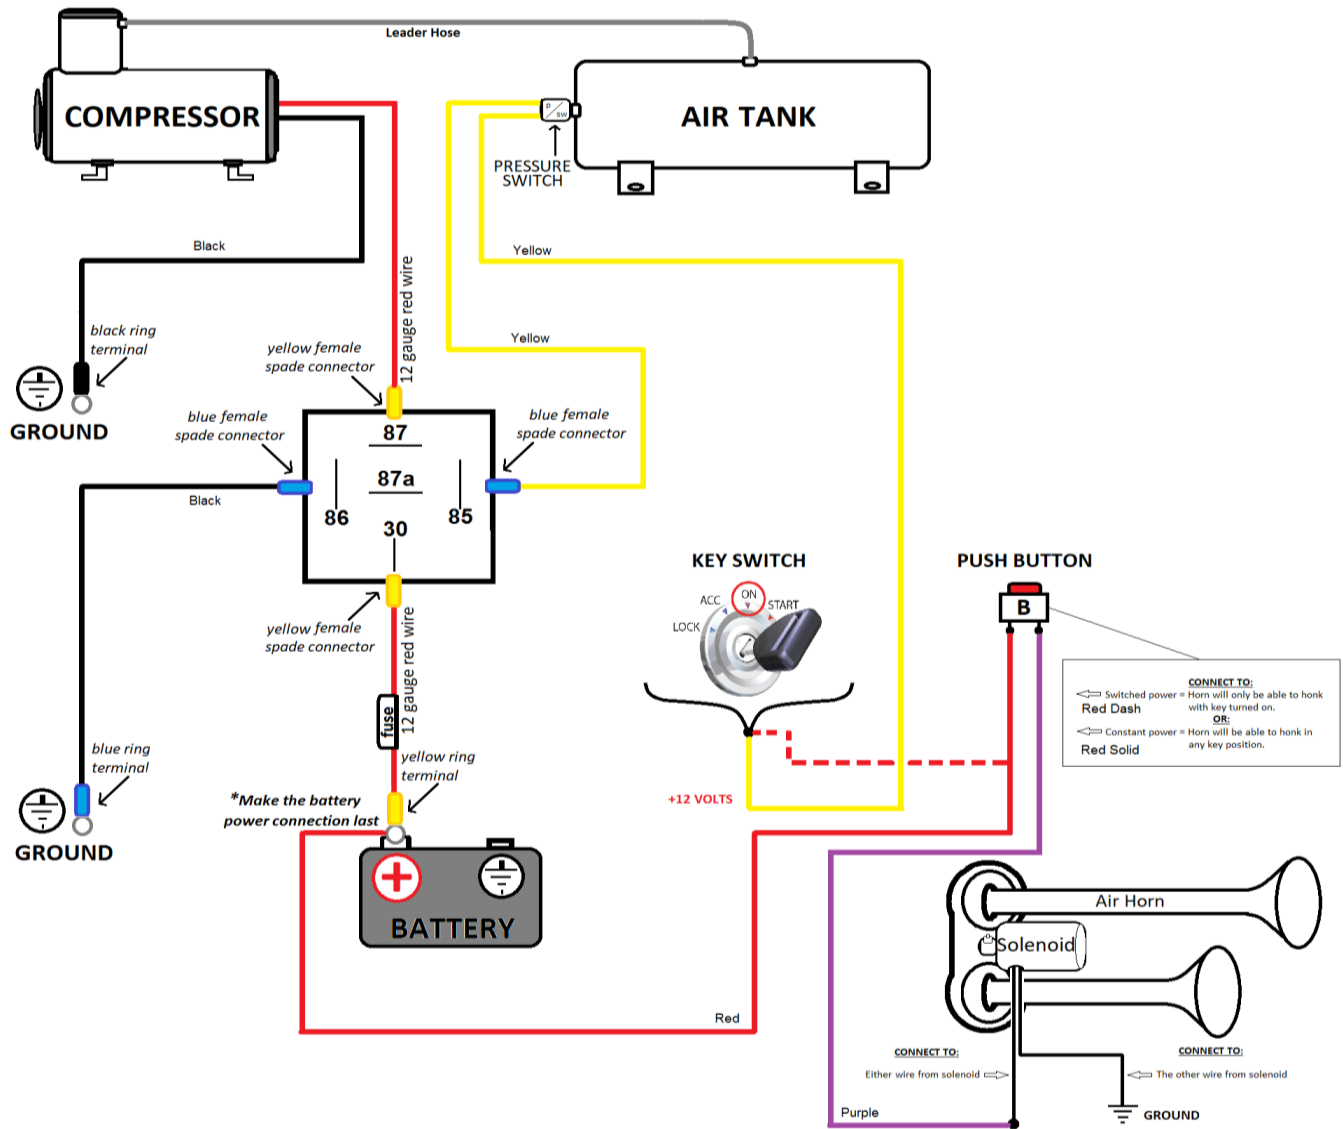 Leader Hose
COMPRESSOR
AIR TANK
P
SW
PRESSURE
SWITCH
Black
Yellow
12 gauge red wire
black ring
terminal
yellow female
spade connector
Yellow
GROUND
blue female
spade connector
blue female
spade connector
87
87a
86
85
30
Black
KEY SWITCH
ACC
ON
START
LOCK
PUSH BUTTON
B
yellow female
spade connector
12 gauge red wire
fuse
CONNECT TO:
Switched power = Horn will only be able to honk
Red Dash with key turned on.
OR:
Constant power = Horn will be able to honk in
Red Solid any key position.
blue ring
terminal
yellow ring
terminal
*Make the battery
power connection last
+12 VOLTS
GROUND
BATTERY
Air Horn
Solenoid
Red
CONNECT TO:
Either wire from solenoid
CONNECT TO:
The other wire from solenoid
Purple
GROUND